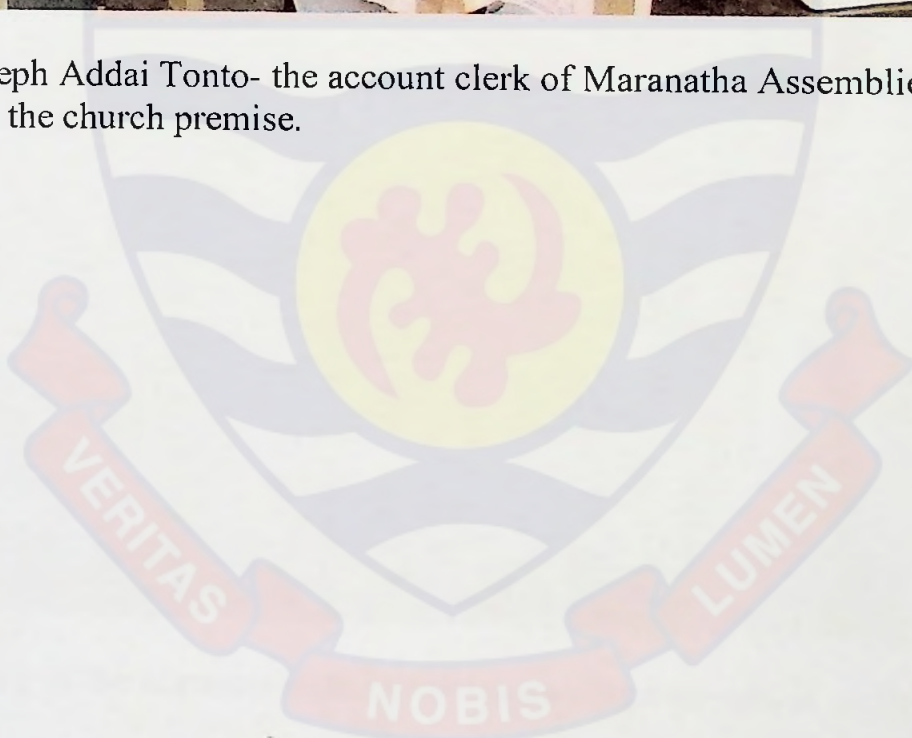 eph Addai Tonto- the account clerk of Maranatha Assemblie
the church premise.
VERITAS
NOBIS
LUMEN